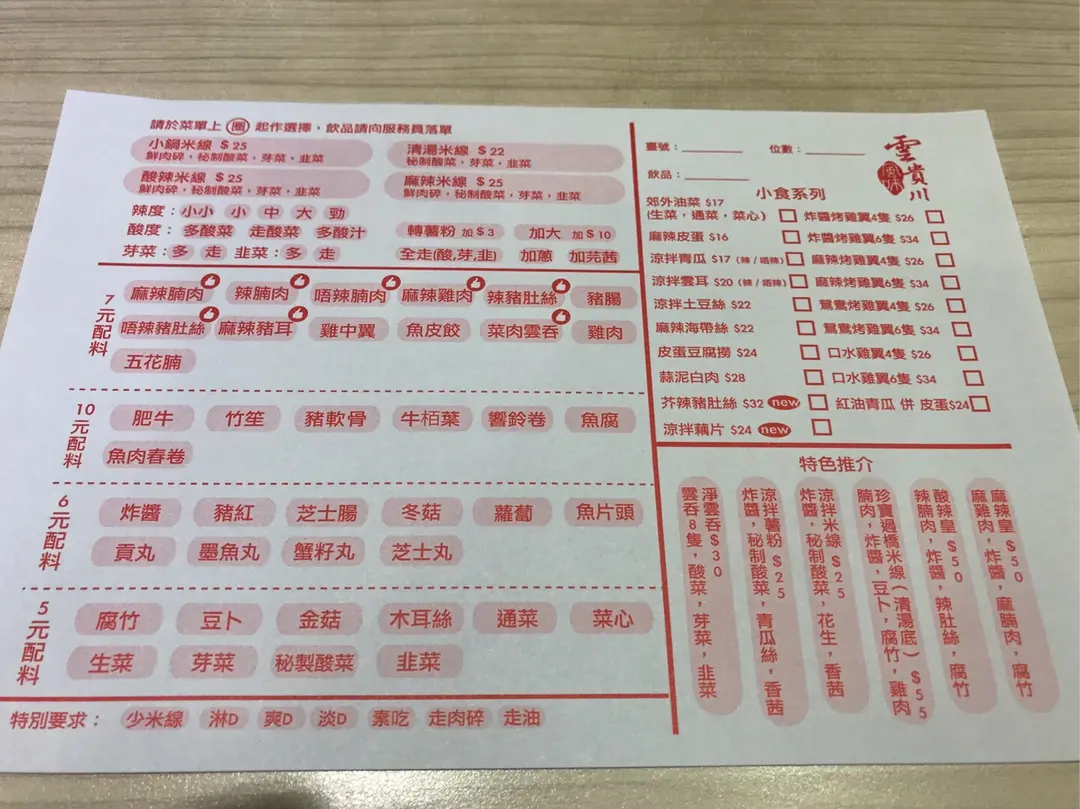 請於菜單上 圈 起作選擇，飲品請向服務員落單
小鍋米線 $25
鮮肉碎，秘制酸菜，芽菜，韭菜
清湯米線 $22
秘制酸菜，芽菜，韭菜
酸辣米線 $25
鮮肉碎，秘制酸菜，芽菜，韭菜
麻辣米線 $25
鮮肉碎，秘制酸菜，芽菜，韭菜
辣度：小小 小 中 大 勁
酸度：多酸菜 走酸菜 多酸汁
轉薯粉 加$3 加大 加$10
芽菜：多 走 韭菜：多 走
全走(酸,芽,韭) 加蔥 加芫茜
7元配料
麻辣腩肉 辣腩肉 唔辣腩肉 麻辣雞肉 辣豬肚絲 豬腸
唔辣豬肚絲 麻辣豬耳 雞中翼 魚皮餃 菜肉雲吞 雞肉
五花腩
10元配料
肥牛 竹笙 豬軟骨 牛栢葉 響鈴卷 魚腐
魚肉春卷
6元配料
炸醬 豬紅 芝士腸 冬菇 蘿蔔 魚片頭
貢丸 墨魚丸 蟹籽丸 芝士丸
5元配料
腐竹 豆卜 金菇 木耳絲 通菜 菜心
生菜 芽菜 秘製酸菜 韭菜
特別要求： 少米線 淋D 爽D 淡D 素吃 走肉碎 走油
臺號：
位數：
飲品：
雲貴川
小食系列
郊外油菜 $17
(生菜，通菜，菜心) 炸醬烤雞翼4隻 $26
麻辣皮蛋 $16 炸醬烤雞翼6隻 $34
涼拌青瓜 $17 (辣/唔辣) 麻辣烤雞翼4隻 $26
涼拌雲耳 $20 (辣/唔辣) 麻辣烤雞翼6隻 $34
涼拌土豆絲 $22 鴛鴦烤雞翼4隻 $26
麻辣海帶絲 $22 鴛鴦烤雞翼6隻 $34
皮蛋豆腐撈 $24 口水雞翼4隻 $26
蒜泥白肉 $28 口水雞翼6隻 $34
芥辣豬肚絲 $32 new 紅油青瓜 併 皮蛋$24
涼拌藕片 $24 new
特色推介
麻辣皇 $50
麻雞肉，炸醬，麻腩肉，腐竹
酸辣皇 $50
辣腩肉，炸醬，辣肚絲，腐竹
珍寶過橋米線(清湯底) $55
腩肉，炸醬，豆卜，腐竹，雞肉
涼拌米線 $25
炸醬，秘制酸菜，花生，香茜
涼拌薯粉 $25
炸醬，秘制酸菜，青瓜絲，香茜
淨雲吞 $30
雲吞8隻，酸菜，芽菜，韭菜